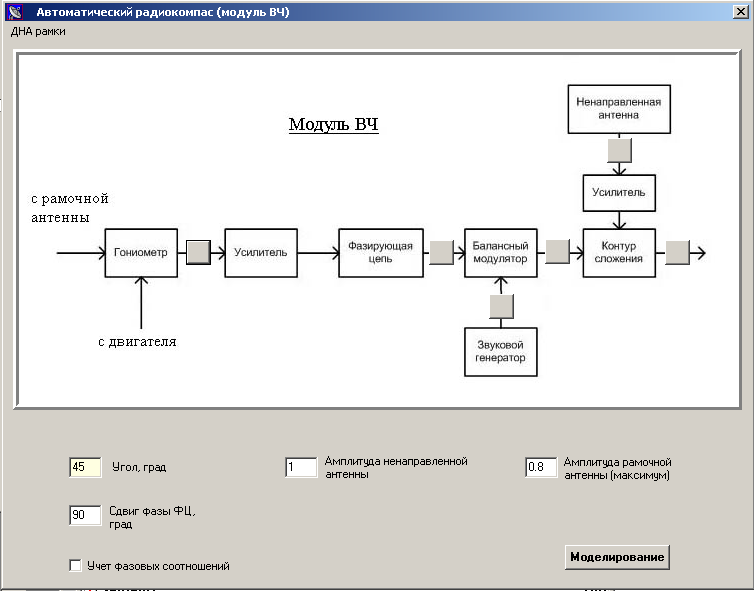 Автоматический радиокомпас (модуль ВЧ)
ДНА рамки
Модуль ВЧ
Ненаправленная
антенна
Усилитель
с рамочной
антенны
Гониометр
Усилитель
Фазирующая
цепь
Балансный
модулятор
Контур
сложения
с двигателя
Звуковой
генератор
45
Угол, град
1
Амплитуда ненаправленной
антенны
0.8
Амплитуда рамочной
антенны (максимум)
90
Сдвиг фазы ФЦ,
град
Учет фазовых соотношений
Моделирование